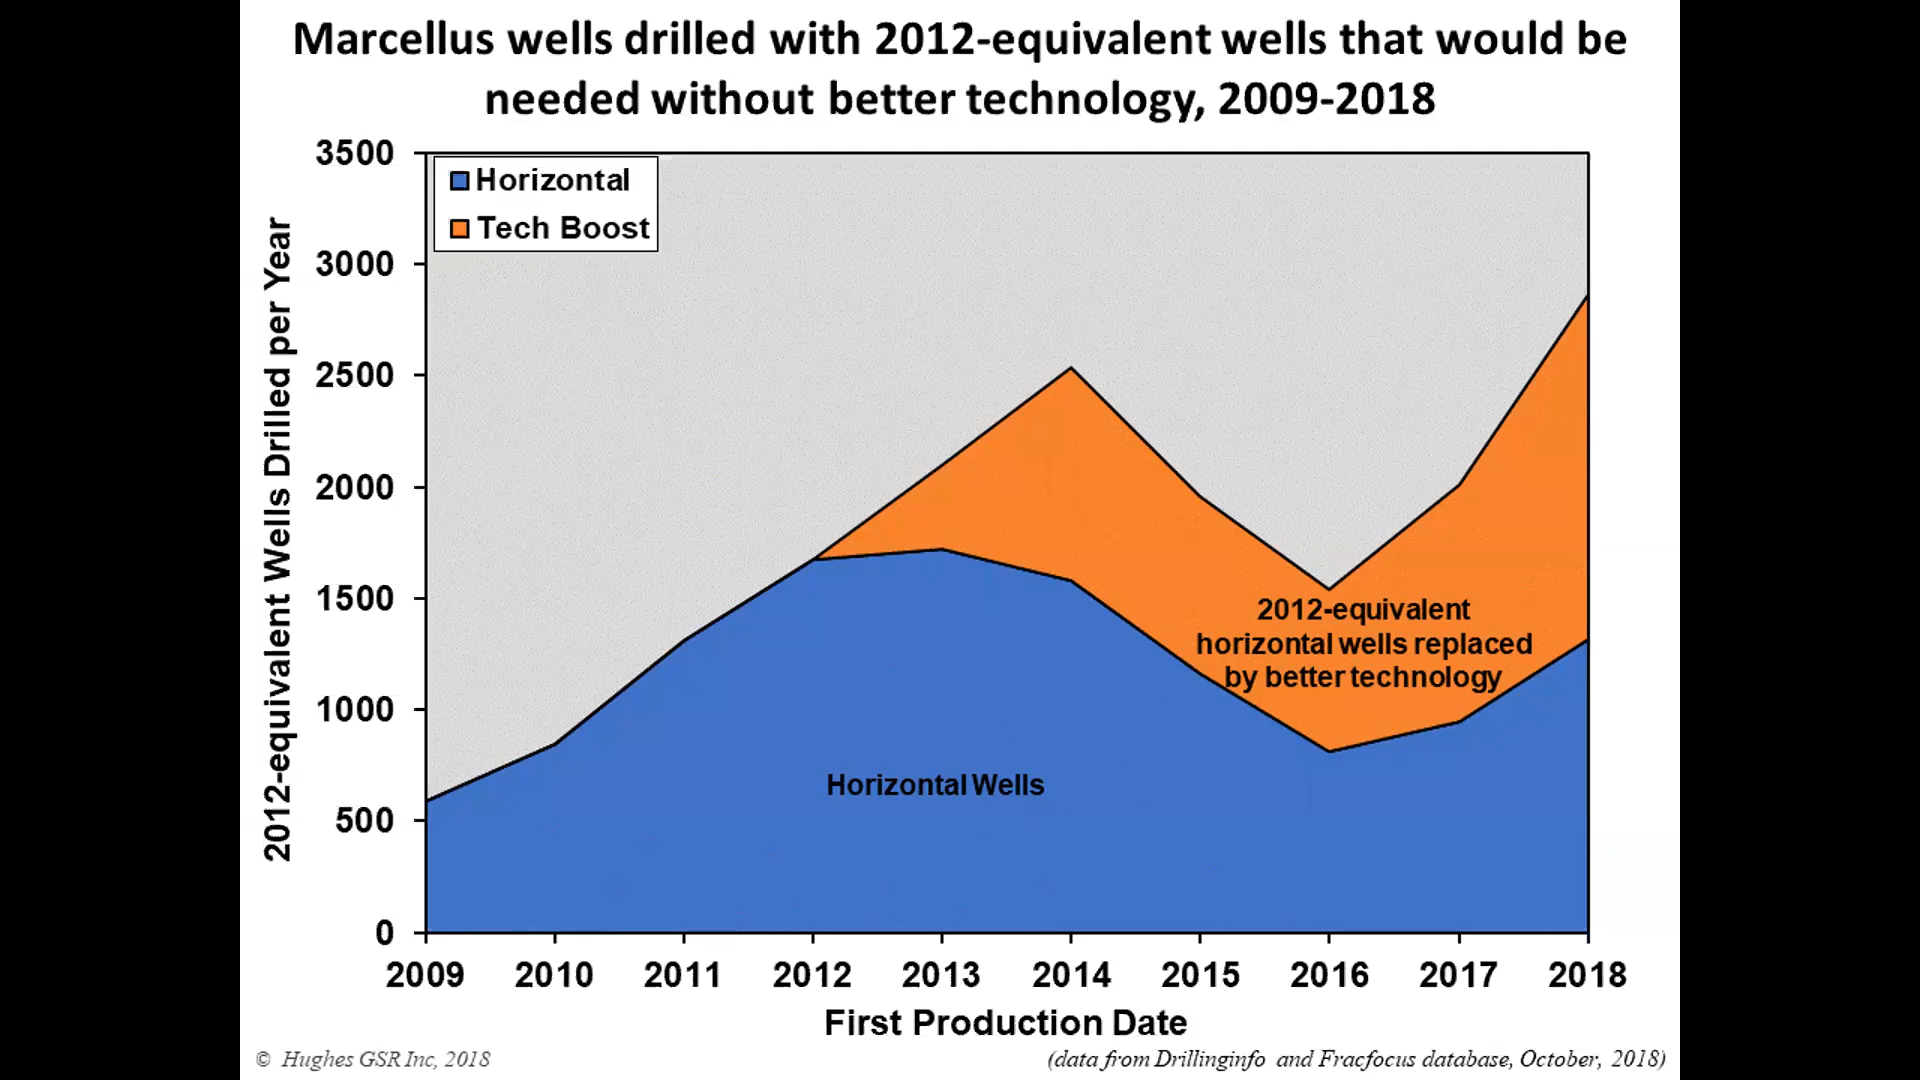 Marcellus wells drilled with 2012-equivalent wells that would be
needed without better technology, 2009-2018
2012-equivalent Wells Drilled per Year
3500
3000
2500
2000
1500
1000
500
0
Horizontal
Tech Boost
2012-equivalent
horizontal wells replaced
by better technology
Horizontal Wells
2009 2010 2011 2012 2013 2014 2015 2016 2017 2018
First Production Date
© Hughes GSR Inc, 2018
(data from Drillinginfo and Fracfocus database, October, 2018)